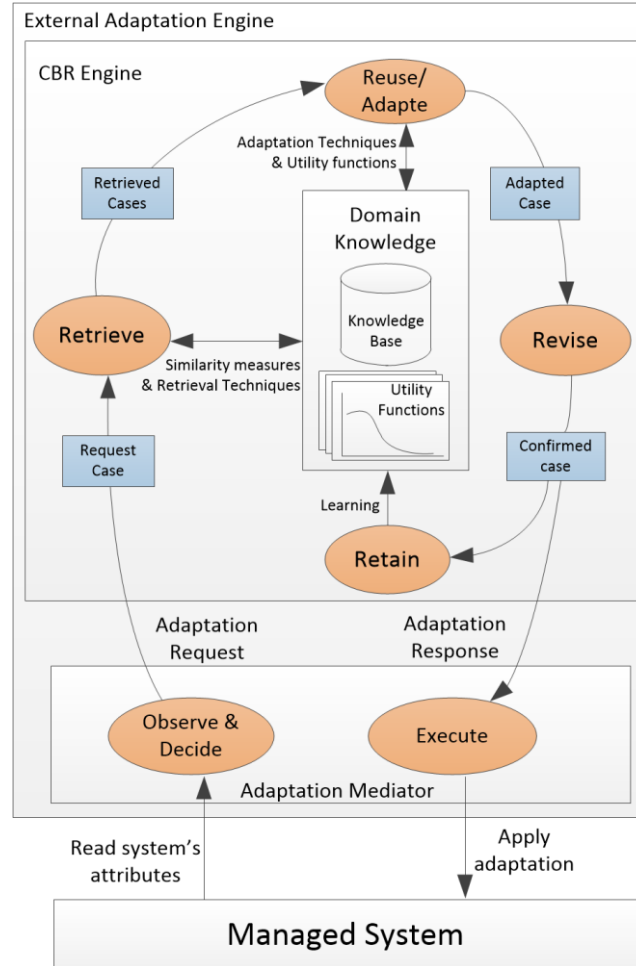 External Adaptation Engine
CBR Engine
Reuse/
Adapte
Adaptation Techniques
& Utility functions
Retrieved
Cases
Adapted
Case
Domain
Knowledge
Knowledge
Base
Retrieve
Revise
Similarity measures
& Retrieval Techniques
Utility
Functions
Request
Case
Confirmed
case
Learning
Retain
Adaptation
Request
Adaptation
Response
Observe &
Decide
Execute
Adaptation Mediator
Read system's
attributes
Apply
adaptation
Managed System